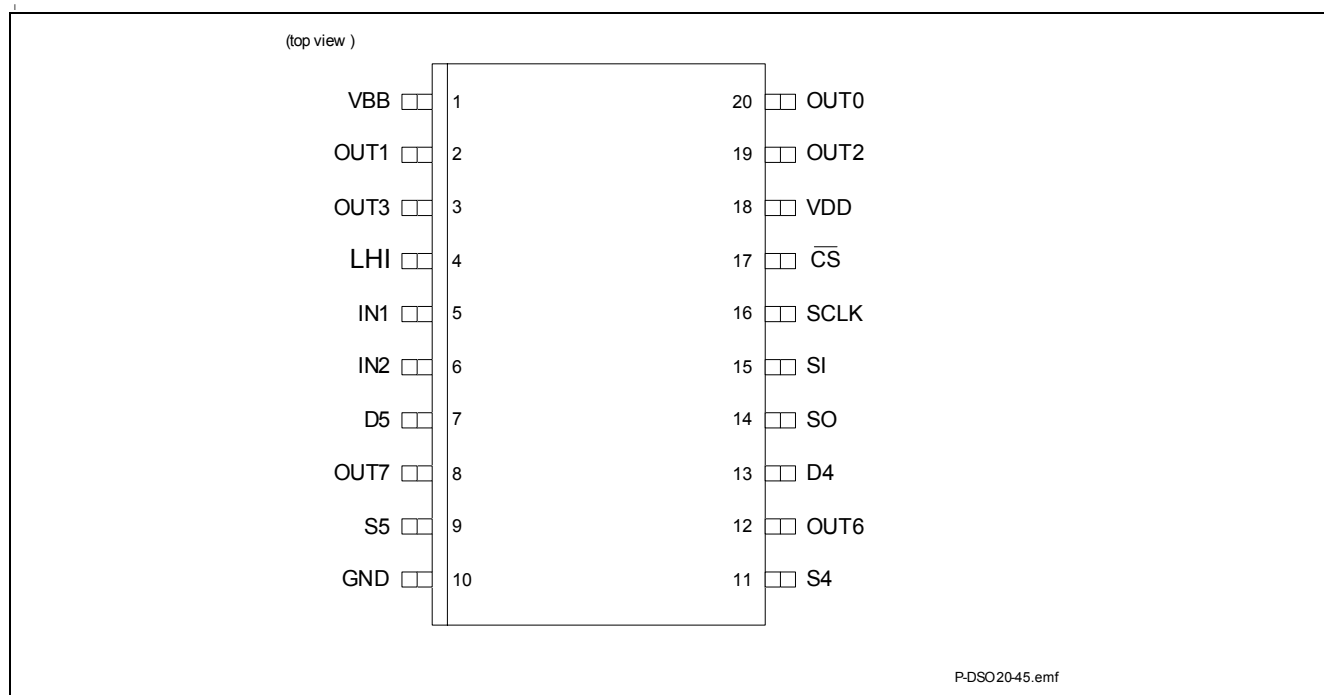 (top view )
VBB 1 20 OUT0
OUT1 2 19 OUT2
OUT3 3 18 VDD
LHI 4 17 C̅S̅
IN1 5 16 SCLK
IN2 6 15 SI
D5 7 14 SO
OUT7 8 13 D4
S5 9 12 OUT6
GND 10 11 S4
P-DSO20-45.emf